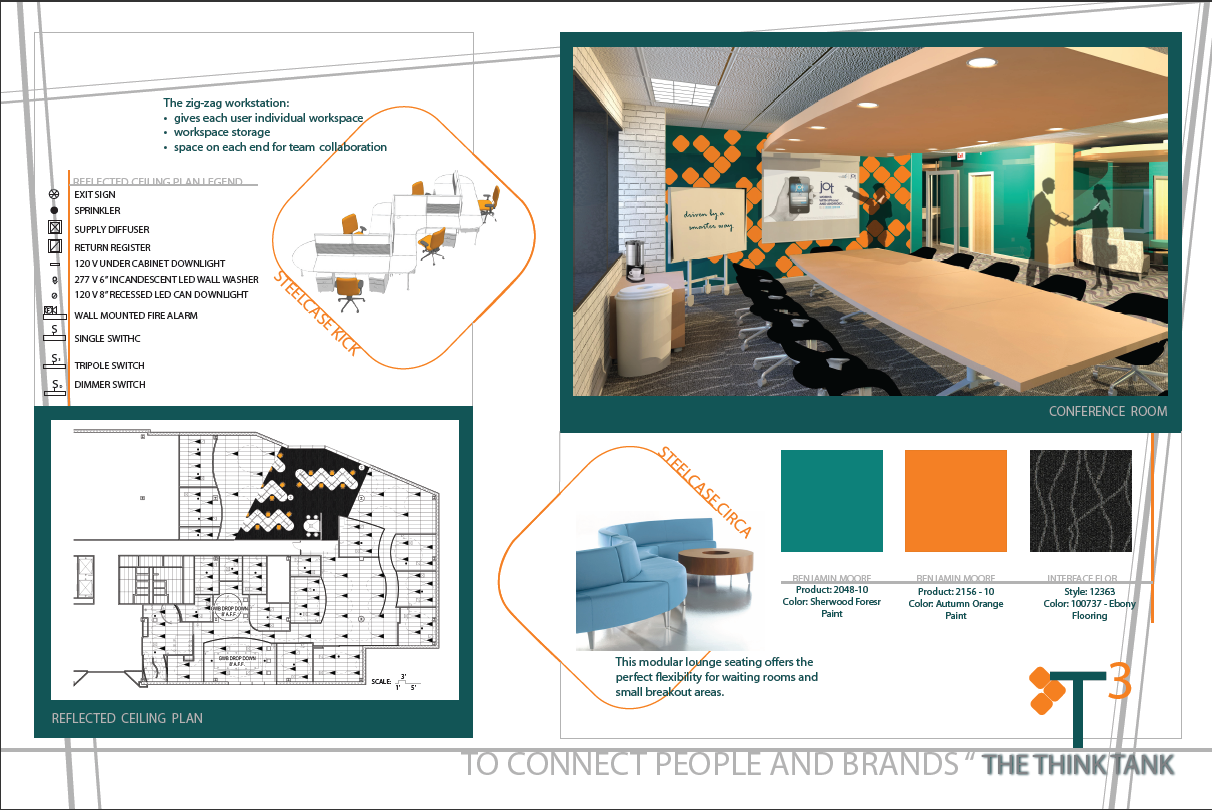 The zig-zag workstation:
• gives each user individual workspace
• workspace storage
• space on each end for team collaboration
REFLECTED CEILING PLAN LEGEND
EXIT SIGN
SPRINKLER
SUPPLY DIFFUSER
RETURN REGISTER
120 V UNDER CABINET DOWNLIGHT
277 V 6" INCANDESCENT LED WALL WASHER
120 V 8" RECESSED LED CAN DOWNLIGHT
WALL MOUNTED FIRE ALARM
S
SINGLE SWITHC
S₃
TRIPOLE SWITCH
S
DIMMER SWITCH
STEELCASE KICK
driven by a
smarter way.
jot
Exit
CONFERENCE ROOM
GWB DROP DOWN
8' A.F.F.
GWB DROP DOWN
8' A.F.F.
SCALE:
3'
1' 5'
REFLECTED CEILING PLAN
STEELCASE CIRCA
This modular lounge seating offers the
perfect flexibility for waiting rooms and
small breakout areas.
BENJAMIN MOORE
Product: 2048-10
Color: Sherwood Foresr
Paint
BENJAMIN MOORE
Product: 2156 - 10
Color: Autumn Orange
Paint
INTERFACE FLOR
Style: 12363
Color: 100737 - Ebony
Flooring
T3
TO CONNECT PEOPLE AND BRANDS “ THE THINK TANK